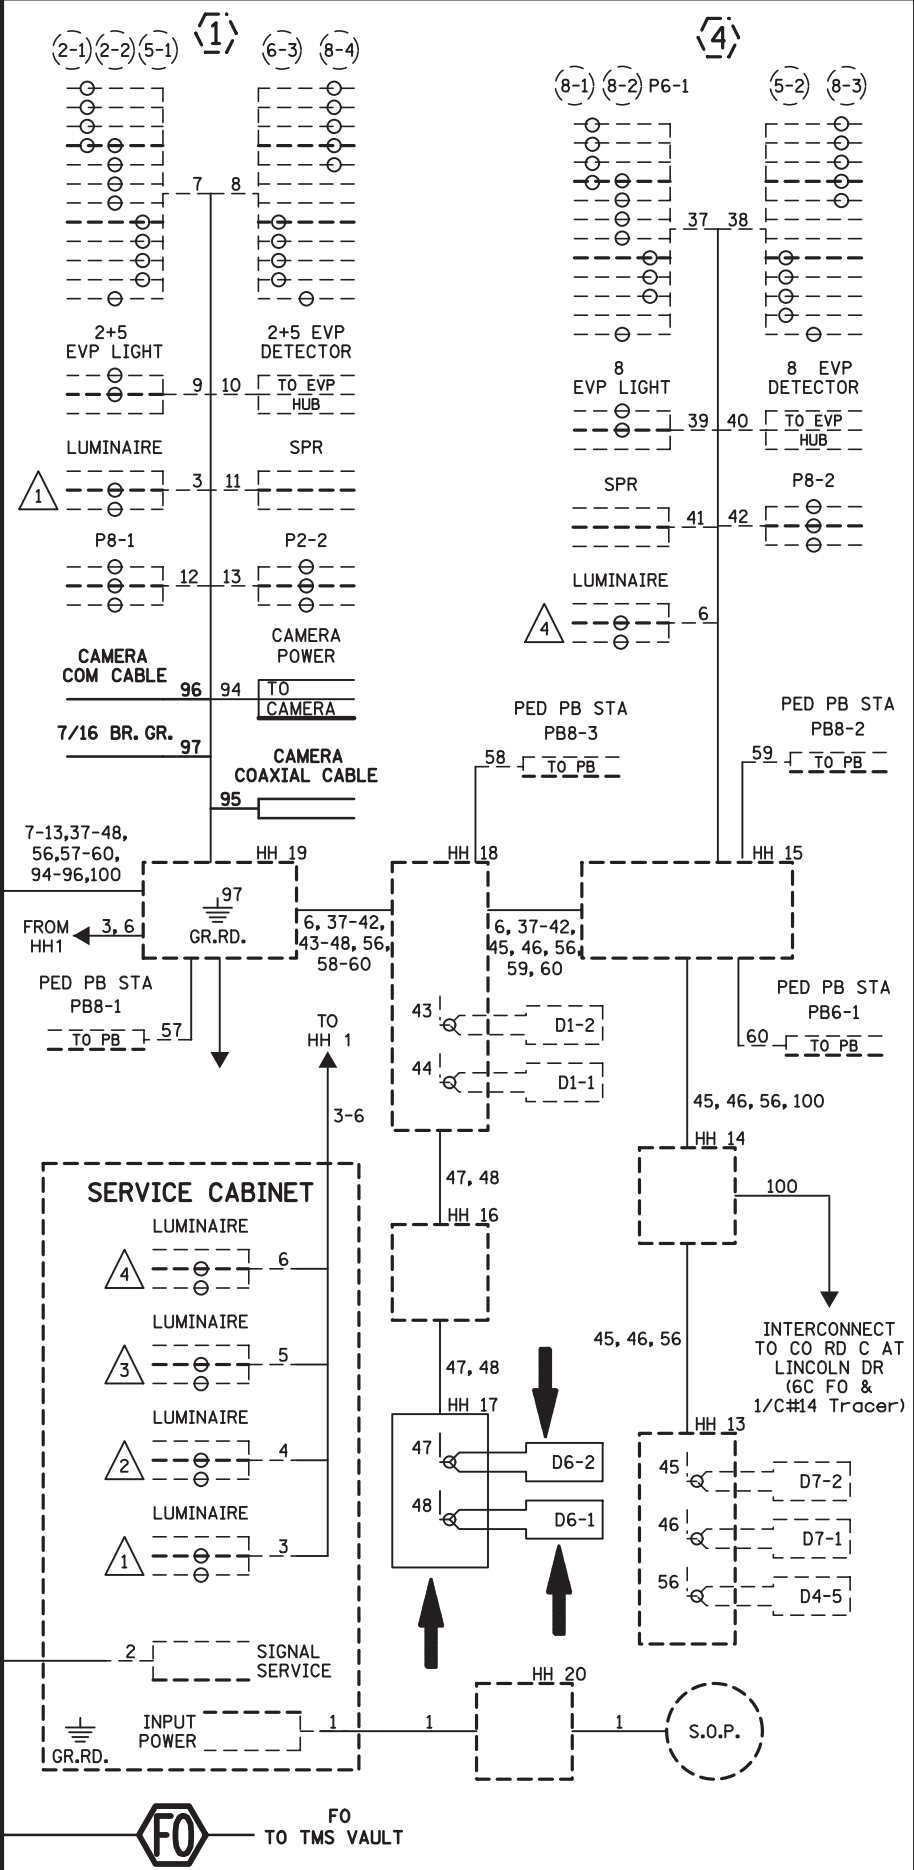 1
2-1 2-2 5-1 6-3 8-4
7 8
2+5
EVP LIGHT
2+5 EVP
DETECTOR
9 10 TO EVP
HUB
LUMINAIRE SPR
1 3 11
P8-1 P2-2
12 13
CAMERA
POWER
CAMERA
COM CABLE
96 94 TO
CAMERA
7/16 BR. GR. 97
CAMERA
COAXIAL CABLE
95
4
8-1 8-2 P6-1 5-2 8-3
37 38
8
EVP LIGHT
8 EVP
DETECTOR
39 40 TO EVP
HUB
SPR P8-2
41 42
LUMINAIRE
4 6
PED PB STA
PB8-3
58 TO PB
PED PB STA
PB8-2
59 TO PB
7-13,37-48,
56,57-60,
94-96,100
HH 19
97
GR.RD.
FROM
HH1
3, 6
PED PB STA
PB8-1
TO PB 57
6, 37-42,
43-48, 56,
58-60
HH 18
43 D1-2
44 D1-1
6, 37-42,
45, 46, 56,
59, 60
HH 15
PED PB STA
PB6-1
60 TO PB
TO
HH 1
3-6
45, 46, 56, 100
HH 14
100
INTERCONNECT
TO CO RD C AT
LINCOLN DR
(6C FO &
1/C#14 Tracer)
47, 48
HH 16
47, 48
HH 17
47 D6-2
48 D6-1
45, 46, 56
HH 13
45 D7-2
46 D7-1
56 D4-5
SERVICE CABINET
LUMINAIRE
4 6
LUMINAIRE
3 5
LUMINAIRE
2 4
LUMINAIRE
1 3
2 SIGNAL
SERVICE
GR.RD.
INPUT
POWER
1 1
HH 20
1 S.O.P.
FO
FO
TO TMS VAULT